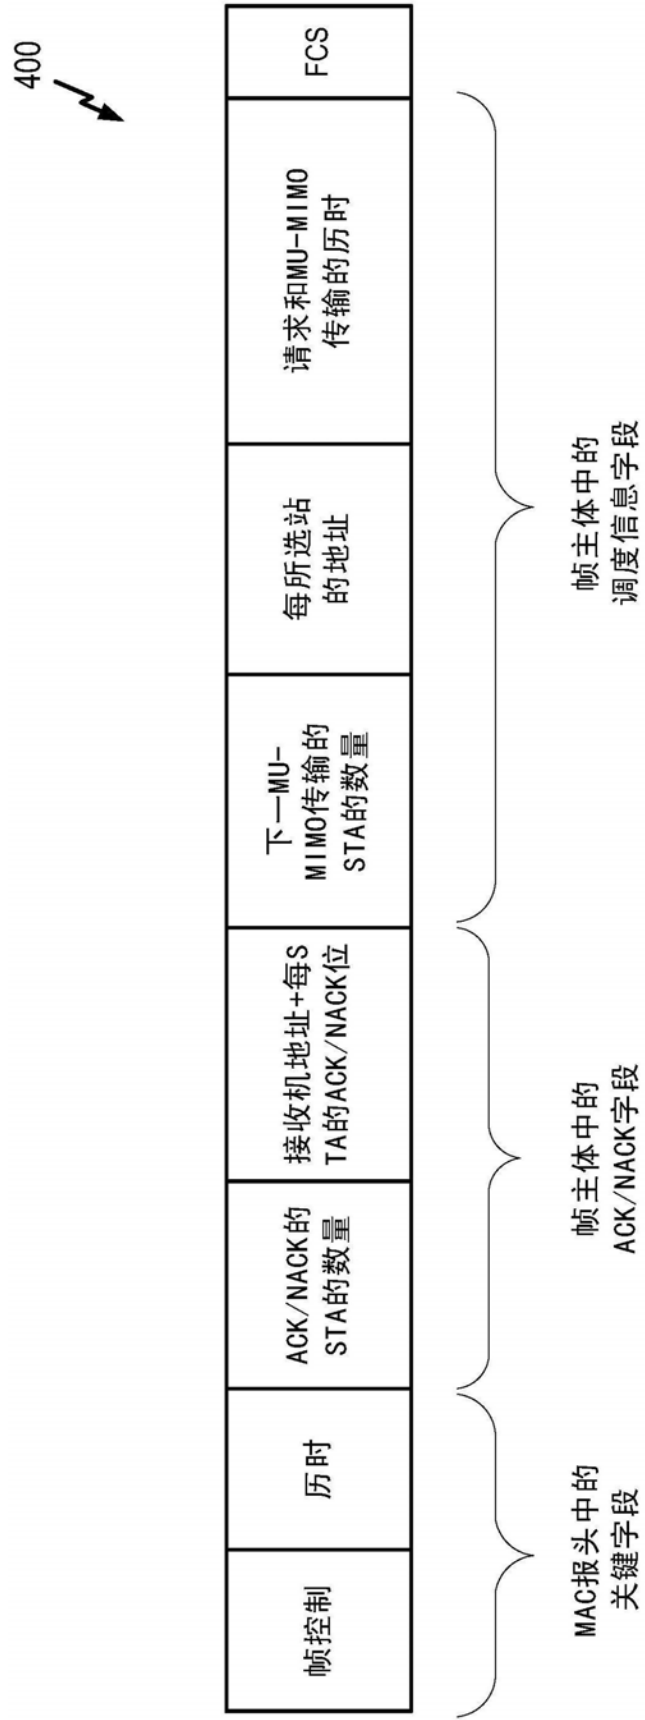 400
帧控制
历时
ACK/NACK的
STA的数量
接收机地址+每S
TA的ACK/NACK位
下一MU-
MIMO传输的
STA的数量
每所选站
的地址
请求和MU-MIMO
传输的历时
FCS
MAC报头中的
关键字段
帧主体中的
ACK/NACK字段
帧主体中的
调度信息字段